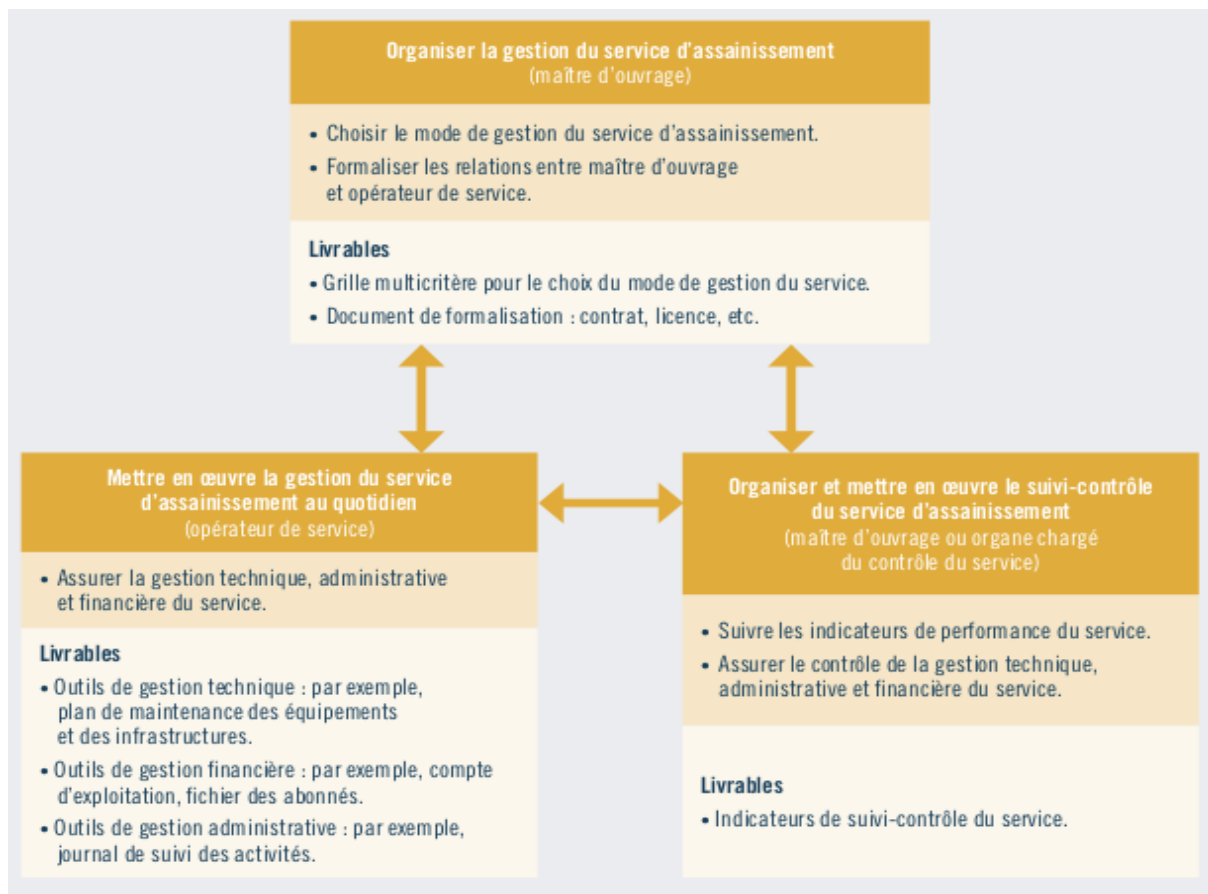 Organiser la gestion du service d'assainissement
(maître d'ouvrage)
• Choisir le mode de gestion du service d'assainissement.
• Formaliser les relations entre maître d'ouvrage
et opérateur de service.
Livrables
• Grille multicritère pour le choix du mode de gestion du service.
• Document de formalisation : contrat, licence, etc.
Mettre en œuvre la gestion du service
d'assainissement au quotidien
(opérateur de service)
• Assurer la gestion technique, administrative
et financière du service.
Livrables
• Outils de gestion technique : par exemple,
plan de maintenance des équipements
et des infrastructures.
• Outils de gestion financière : par exemple, compte
d'exploitation, fichier des abonnés.
• Outils de gestion administrative : par exemple,
journal de suivi des activités.
Organiser et mettre en œuvre le suivi-contrôle
du service d'assainissement
(maître d'ouvrage ou organe chargé
du contrôle du service)
• Suivre les indicateurs de performance du service.
• Assurer le contrôle de la gestion technique,
administrative et financière du service.
Livrables
• Indicateurs de suivi-contrôle du service.